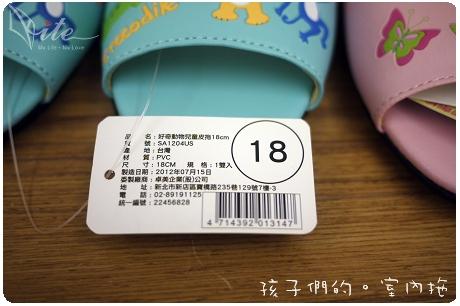 Vite
My Life · My Love
crocodile
品 名：好奇動物兒童皮拖18cm
型 號：SA1204US
產 地：台灣
材 質：PVC
尺 寸：18CM 規 格：1雙入
製造日期：2012年07月15日
委製廠商：卓美企業(股)公司
地 址：新北市新店區寶橋路235巷129號7樓-3
電 話：02-89191125
統一編號：22456828
18
4 714392 013147
孩子們的。室內拖